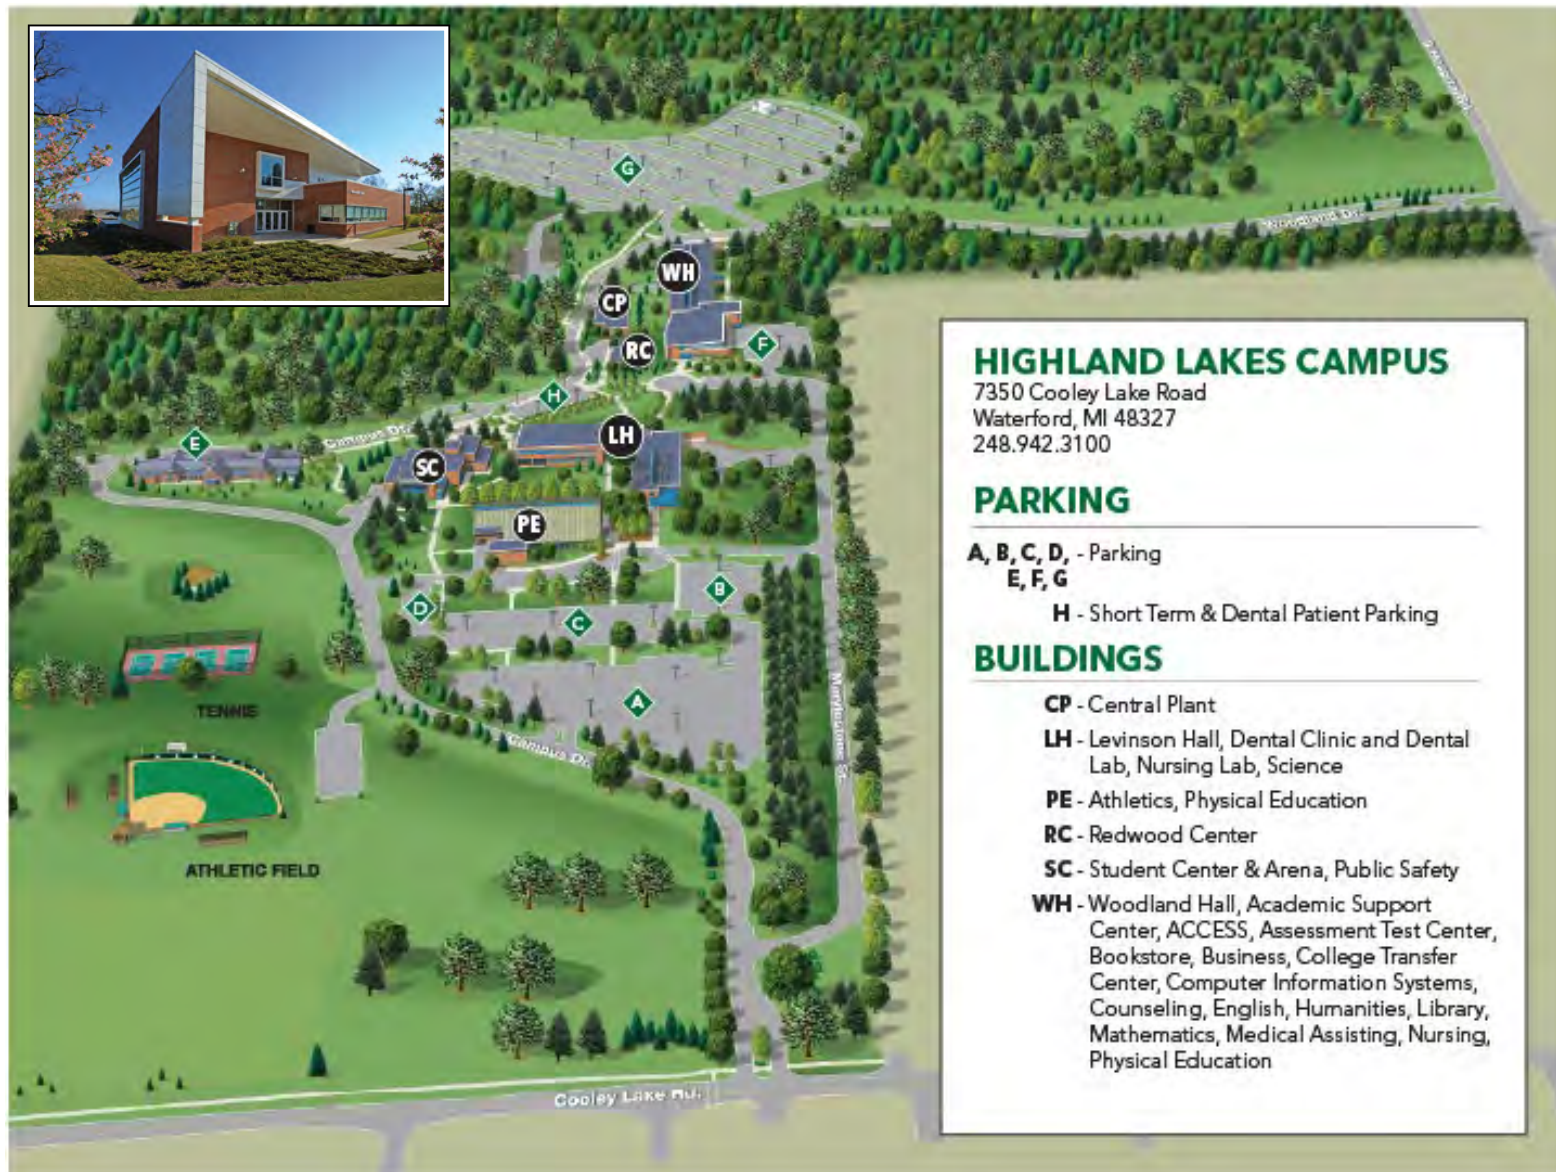 G
Woodland Dr.
WH
CP
RC
F
H
E
Campus Dr.
LH
SC
PE
D
B
C
A
TENNIE
Campus Dr.
ATHLETIC FIELD
Cooley Lake Rd.
HIGHLAND LAKES CAMPUS
7350 Cooley Lake Road
Waterford, MI 48327
248.942.3100
PARKING
A, B, C, D, - Parking
E, F, G
H - Short Term & Dental Patient Parking
BUILDINGS
CP - Central Plant
LH - Levinson Hall, Dental Clinic and Dental
Lab, Nursing Lab, Science
PE - Athletics, Physical Education
RC - Redwood Center
SC - Student Center & Arena, Public Safety
WH - Woodland Hall, Academic Support
Center, ACCESS, Assessment Test Center,
Bookstore, Business, College Transfer
Center, Computer Information Systems,
Counseling, English, Humanities, Library,
Mathematics, Medical Assisting, Nursing,
Physical Education